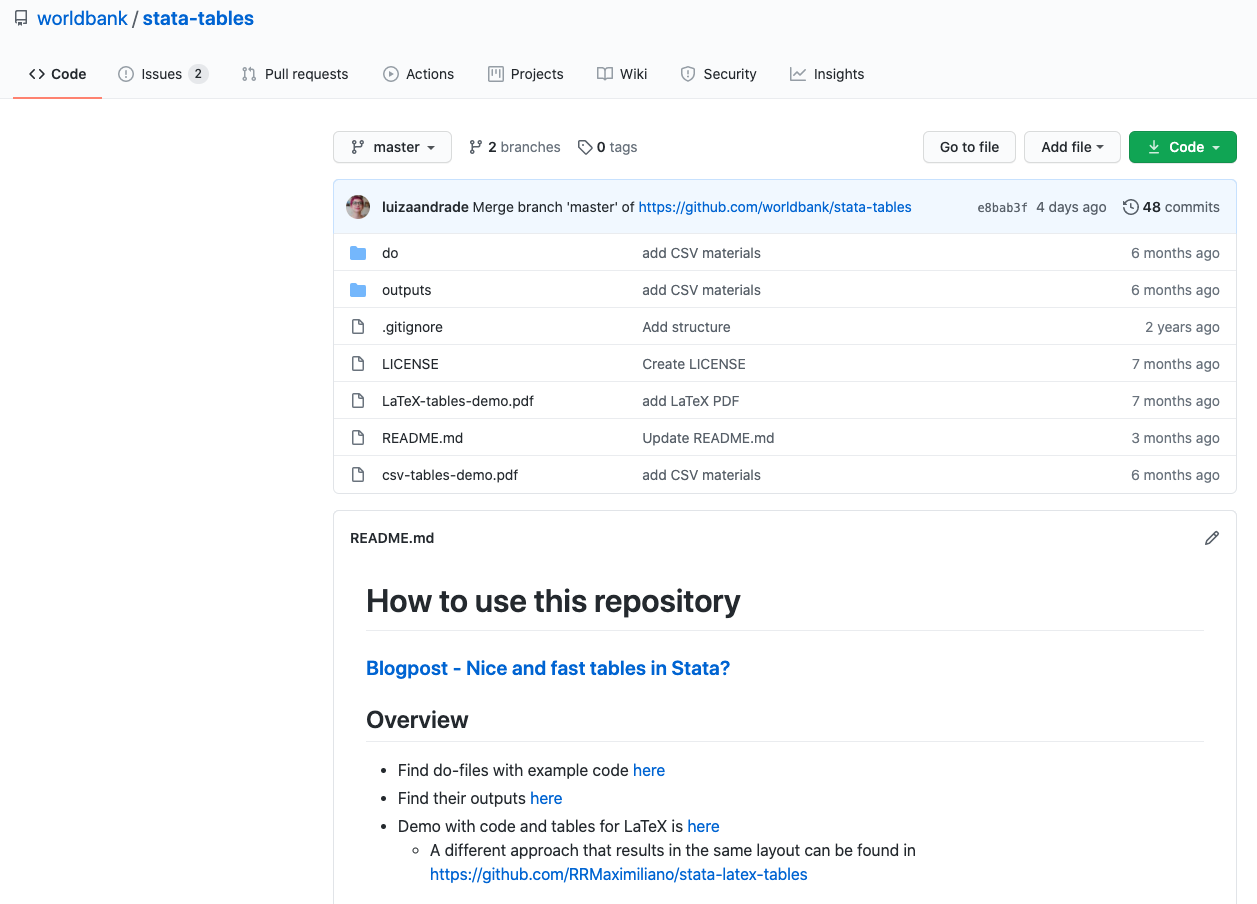 worldbank / stata-tables
Code Issues 2 Pull requests Actions Projects Wiki Security Insights
master 2 branches 0 tags Go to file Add file Code
luizaandrade Merge branch 'master' of https://github.com/worldbank/stata-tables e8bab3f 4 days ago 48 commits
do add CSV materials 6 months ago
outputs add CSV materials 6 months ago
.gitignore Add structure 2 years ago
LICENSE Create LICENSE 7 months ago
LaTeX-tables-demo.pdf add LaTeX PDF 7 months ago
README.md Update README.md 3 months ago
csv-tables-demo.pdf add CSV materials 6 months ago
README.md
How to use this repository
Blogpost - Nice and fast tables in Stata?
Overview
• Find do-files with example code here
• Find their outputs here
• Demo with code and tables for LaTeX is here
◦ A different approach that results in the same layout can be found in
https://github.com/RRMaximiliano/stata-latex-tables